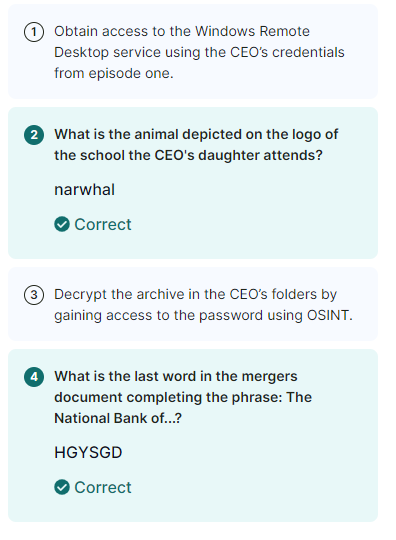 1 Obtain access to the Windows Remote
Desktop service using the CEO’s credentials
from episode one.
2 What is the animal depicted on the logo of
the school the CEO's daughter attends?
narwhal
Correct
3 Decrypt the archive in the CEO’s folders by
gaining access to the password using OSINT.
4 What is the last word in the mergers
document completing the phrase: The
National Bank of...?
HGYSGD
Correct